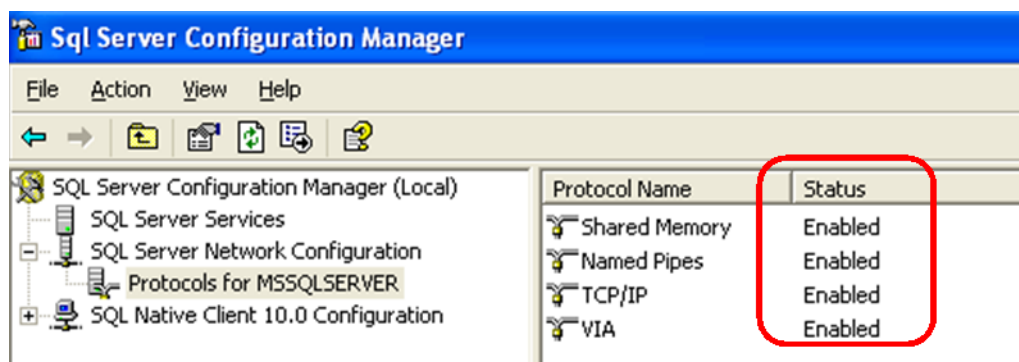 Sql Server Configuration Manager
File Action View Help
SQL Server Configuration Manager (Local)
SQL Server Services
SQL Server Network Configuration
Protocols for MSSQLSERVER
SQL Native Client 10.0 Configuration
Protocol Name Status
Shared Memory Enabled
Named Pipes Enabled
TCP/IP Enabled
VIA Enabled